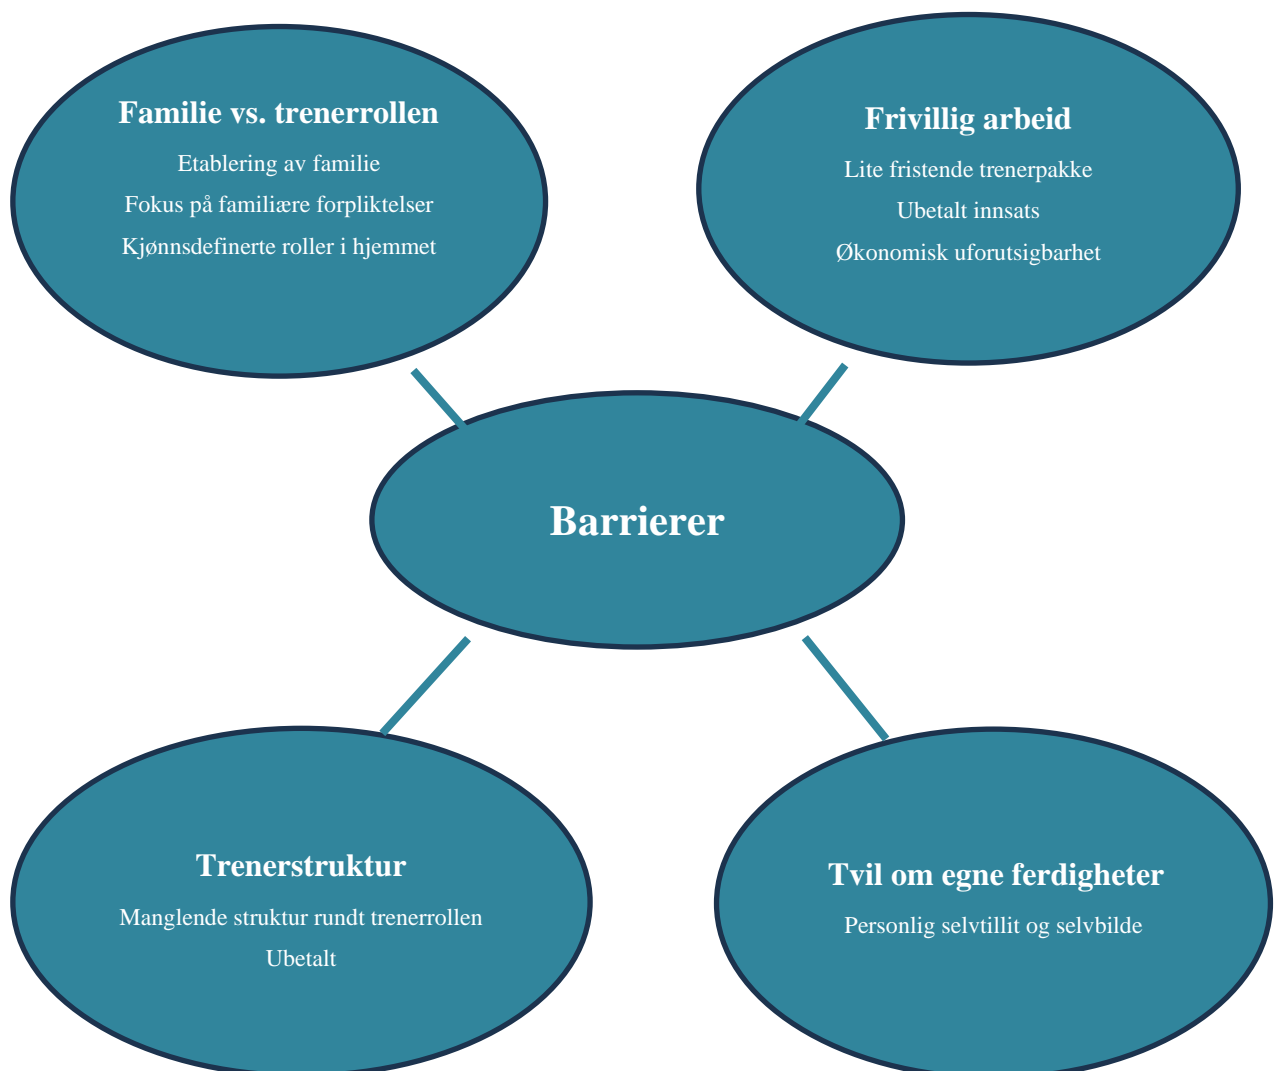 Familie vs. trenerrollen
Etablering av familie
Fokus på familiære forpliktelser
Kjønnsdefinerte roller i hjemmet
Frivillig arbeid
Lite fristende trenerpakke
Ubetalt innsats
Økonomisk uforutsigbarhet
Barrierer
Trenerstruktur
Manglende struktur rundt trenerrollen
Ubetalt
Tvil om egne ferdigheter
Personlig selvtillit og selvbilde